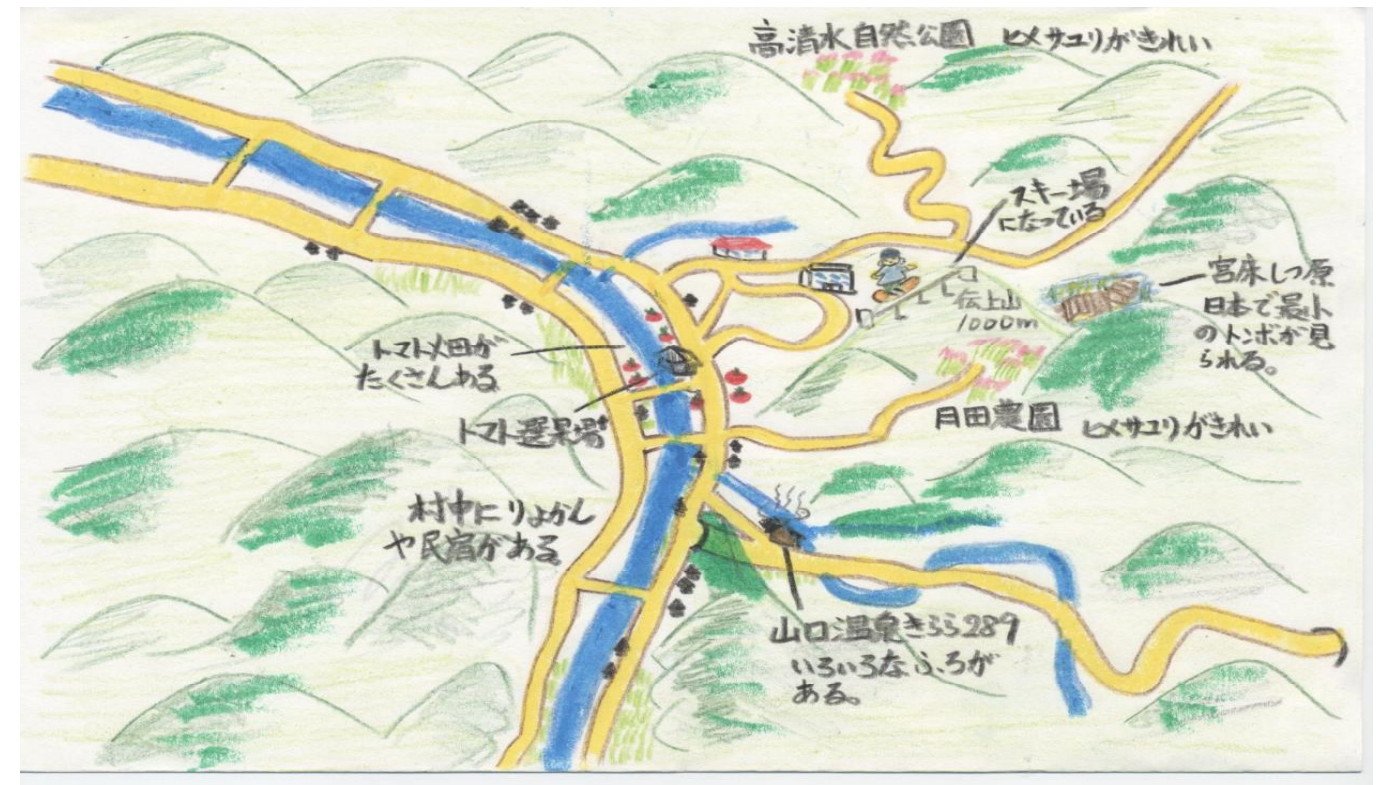 高清水自然公園 ヒメサユリがきれい
スキー場
になっている
伝上山
1000m
宮床しつ原
日本で最小
のトンボが見
られる。
トマト畑が
たくさんある
トマト選果場
月田農園 ヒメサユリがきれい
村中にりょかん
や民宿がある
山口温泉きらら289
いろいろなふろが
ある。